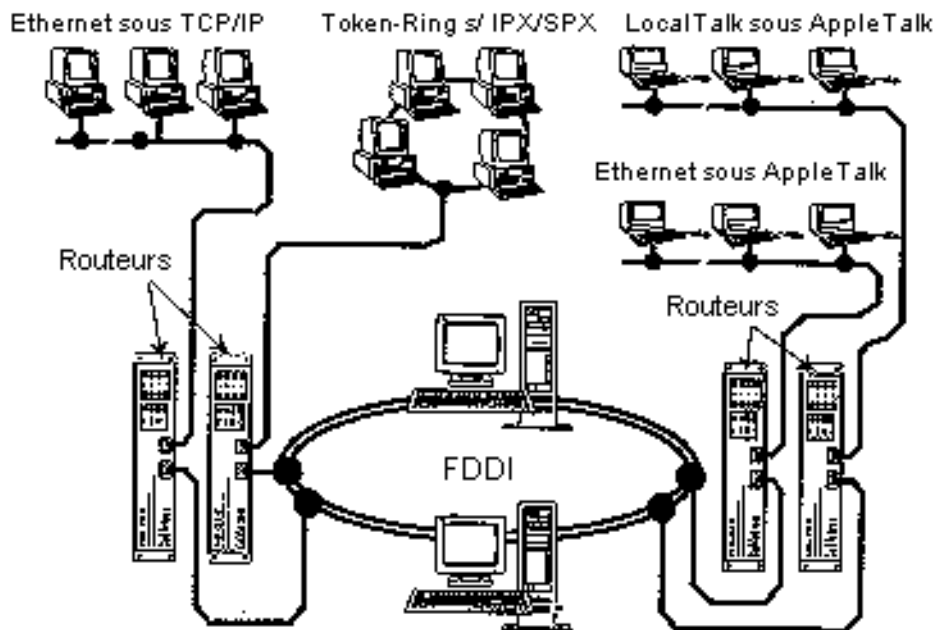 Ethernet sous TCP/IP
Token-Ring s/ IPX/SPX
LocalTalk sous AppleTalk
Ethernet sous AppleTalk
Routeurs
Routeurs
FDDI